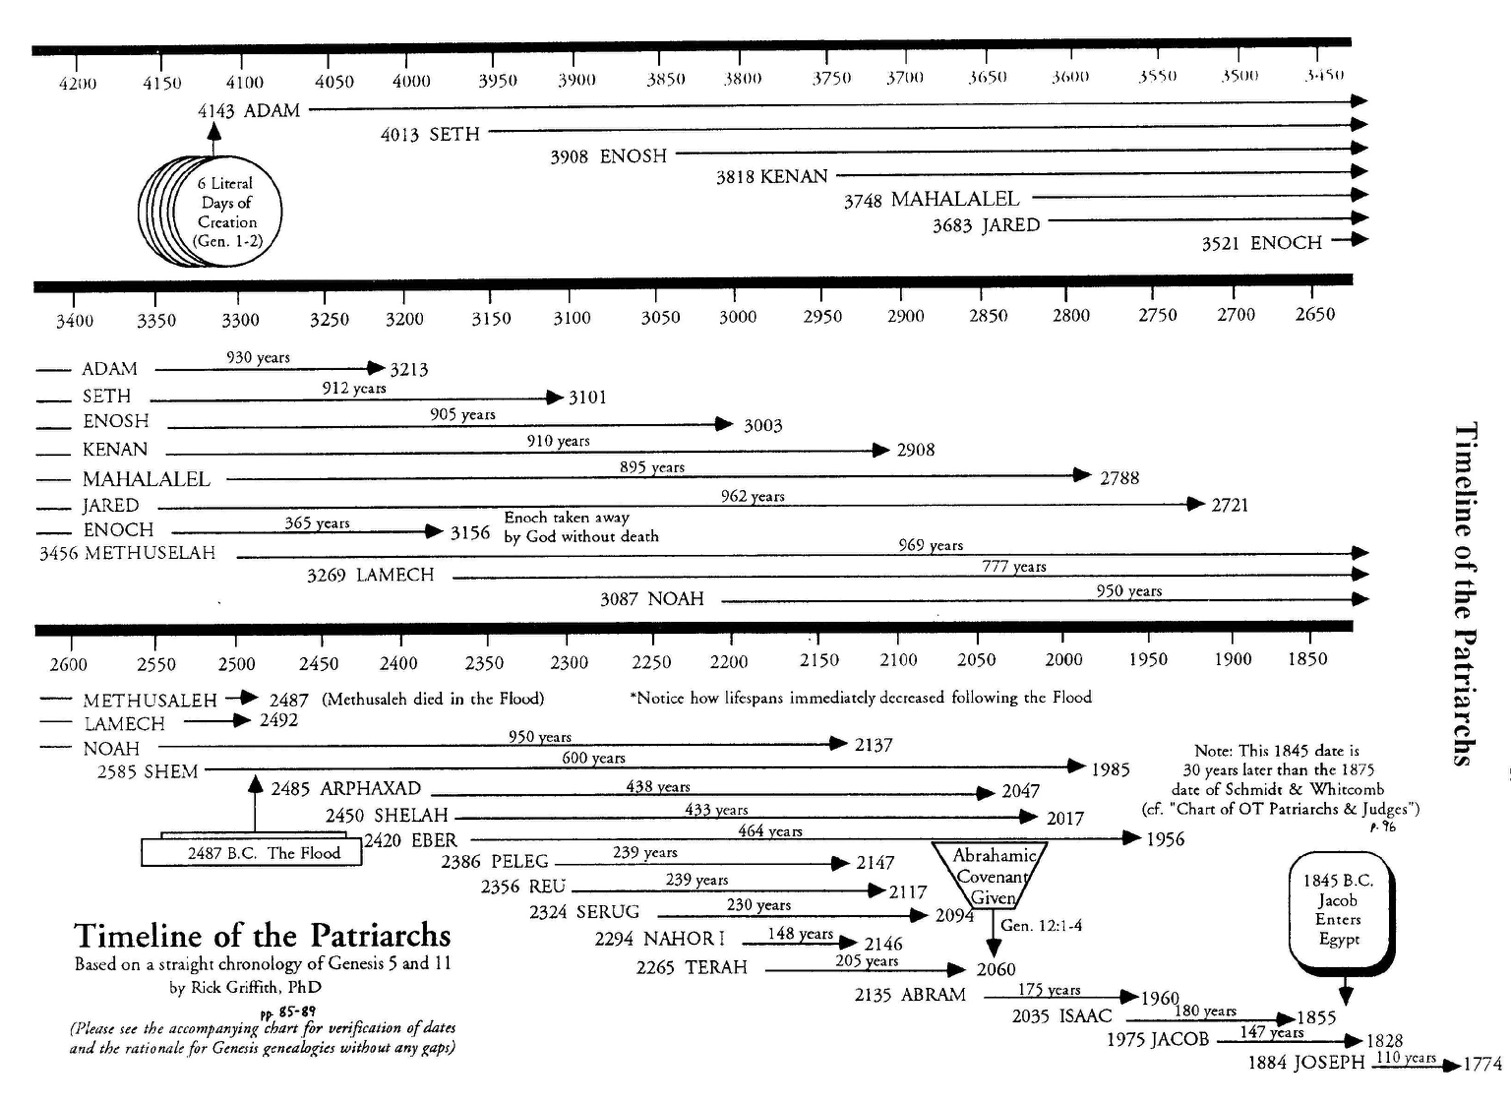 4200 4150 4100 4050 4000 3950 3900 3850 3800 3750 3700 3650 3600 3550 3500 3450
4143 ADAM
4013 SETH
3908 ENOSH
3818 KENAN
3748 MAHALALEL
3683 JARED
3521 ENOCH
6 Literal
Days of
Creation
(Gen. 1-2)
3400 3350 3300 3250 3200 3150 3100 3050 3000 2950 2900 2850 2800 2750 2700 2650
ADAM 930 years 3213
SETH 912 years 3101
ENOSH 905 years 3003
KENAN 910 years 2908
MAHALALEL 895 years 2788
JARED 962 years 2721
ENOCH 365 years 3156
Enoch taken away
by God without death
3456 METHUSELAH 969 years
3269 LAMECH 777 years
3087 NOAH 950 years
2600 2550 2500 2450 2400 2350 2300 2250 2200 2150 2100 2050 2000 1950 1900 1850
METHUSALEH 2487 (Methusaleh died in the Flood) *Notice how lifespans immediately decreased following the Flood
LAMECH 2492
NOAH 950 years 2137
2585 SHEM 600 years 1985
2485 ARPHAXAD 438 years 2047
2450 SHELAH 433 years 2017
2420 EBER 464 years 1956
2487 B.C. The Flood
2386 PELEG 239 years 2147
2356 REU 239 years 2117
2324 SERUG 230 years 2094
2294 NAHOR I 148 years 2146
2265 TERAH 205 years 2060
2135 ABRAM 175 years 1960
2035 ISAAC 180 years 1855
1975 JACOB 147 years 1828
1884 JOSEPH 110 years 1774
Abrahamic
Covenant
Given
Gen. 12:1-4
Note: This 1845 date is
30 years later than the 1875
date of Schmidt & Whitcomb
(cf. "Chart of OT Patriarchs & Judges")
p. 96
1845 B.C.
Jacob
Enters
Egypt
Timeline of the Patriarchs
Based on a straight chronology of Genesis 5 and 11
by Rick Griffith, PhD
pp. 85-89
(Please see the accompanying chart for verification of dates
and the rationale for Genesis genealogies without any gaps)
Timeline of the Patriarchs